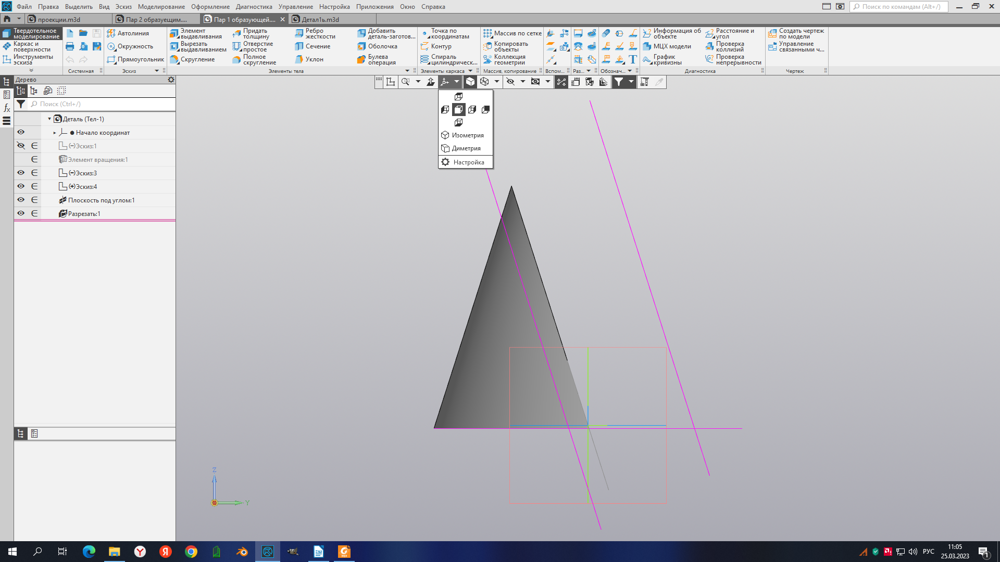 Файл Правка Выделить Вид Эскиз Моделирование Оформление Диагностика Управление Настройка Приложения Окно Справка
Поиск по командам (Alt+/)
проекции.m3d
Пар 2 образуещим....
Пар 1 образующей....
Детал1ь.m3d
Твердотельное
моделирование
Каркас и
поверхности
Инструменты
эскиза
Системная
Автолиния
Окружность
Прямоугольник
Эскиз
Элемент
выдавливания
Вырезать
выдавливанием
Скругление
Придать
толщину
Отверстие
простое
Полное
скругление
Ребро
жесткости
Сечение
Уклон
Добавить
деталь-заготов...
Оболочка
Булева
операция
Элементы тела
Точка по
координатам
Контур
Спираль
цилиндрическ...
Элементы каркаса
Массив по сетке
Копировать
объекты
Коллекция
геометрии
Массив, копирование
Вспом...
Раз...
Обознач...
Информация об
объекте
МЦХ модели
График
кривизны
Расстояние и
угол
Проверка
коллизий
Проверка
непрерывности
Диагностика
Создать чертеж
по модели
Управление
связанными ч...
Чертеж
Дерево
Поиск (Ctrl+/)
Деталь (Тел-1)
Начало координат
(−)Эскиз:1
Элемент вращения:1
(−)Эскиз:3
(+)Эскиз:4
Плоскость под углом:1
Разрезать:1
Изометрия
Диметрия
Настройка
Z
Y
РУС
11:05
25.03.2023
1